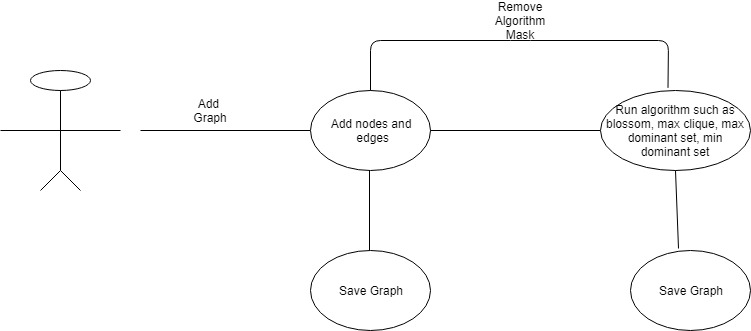 Remove
Algorithm
Mask
Add
Graph
Add nodes and
edges
Run algorithm such as
blossom, max clique, max
dominant set, min
dominant set
Save Graph
Save Graph